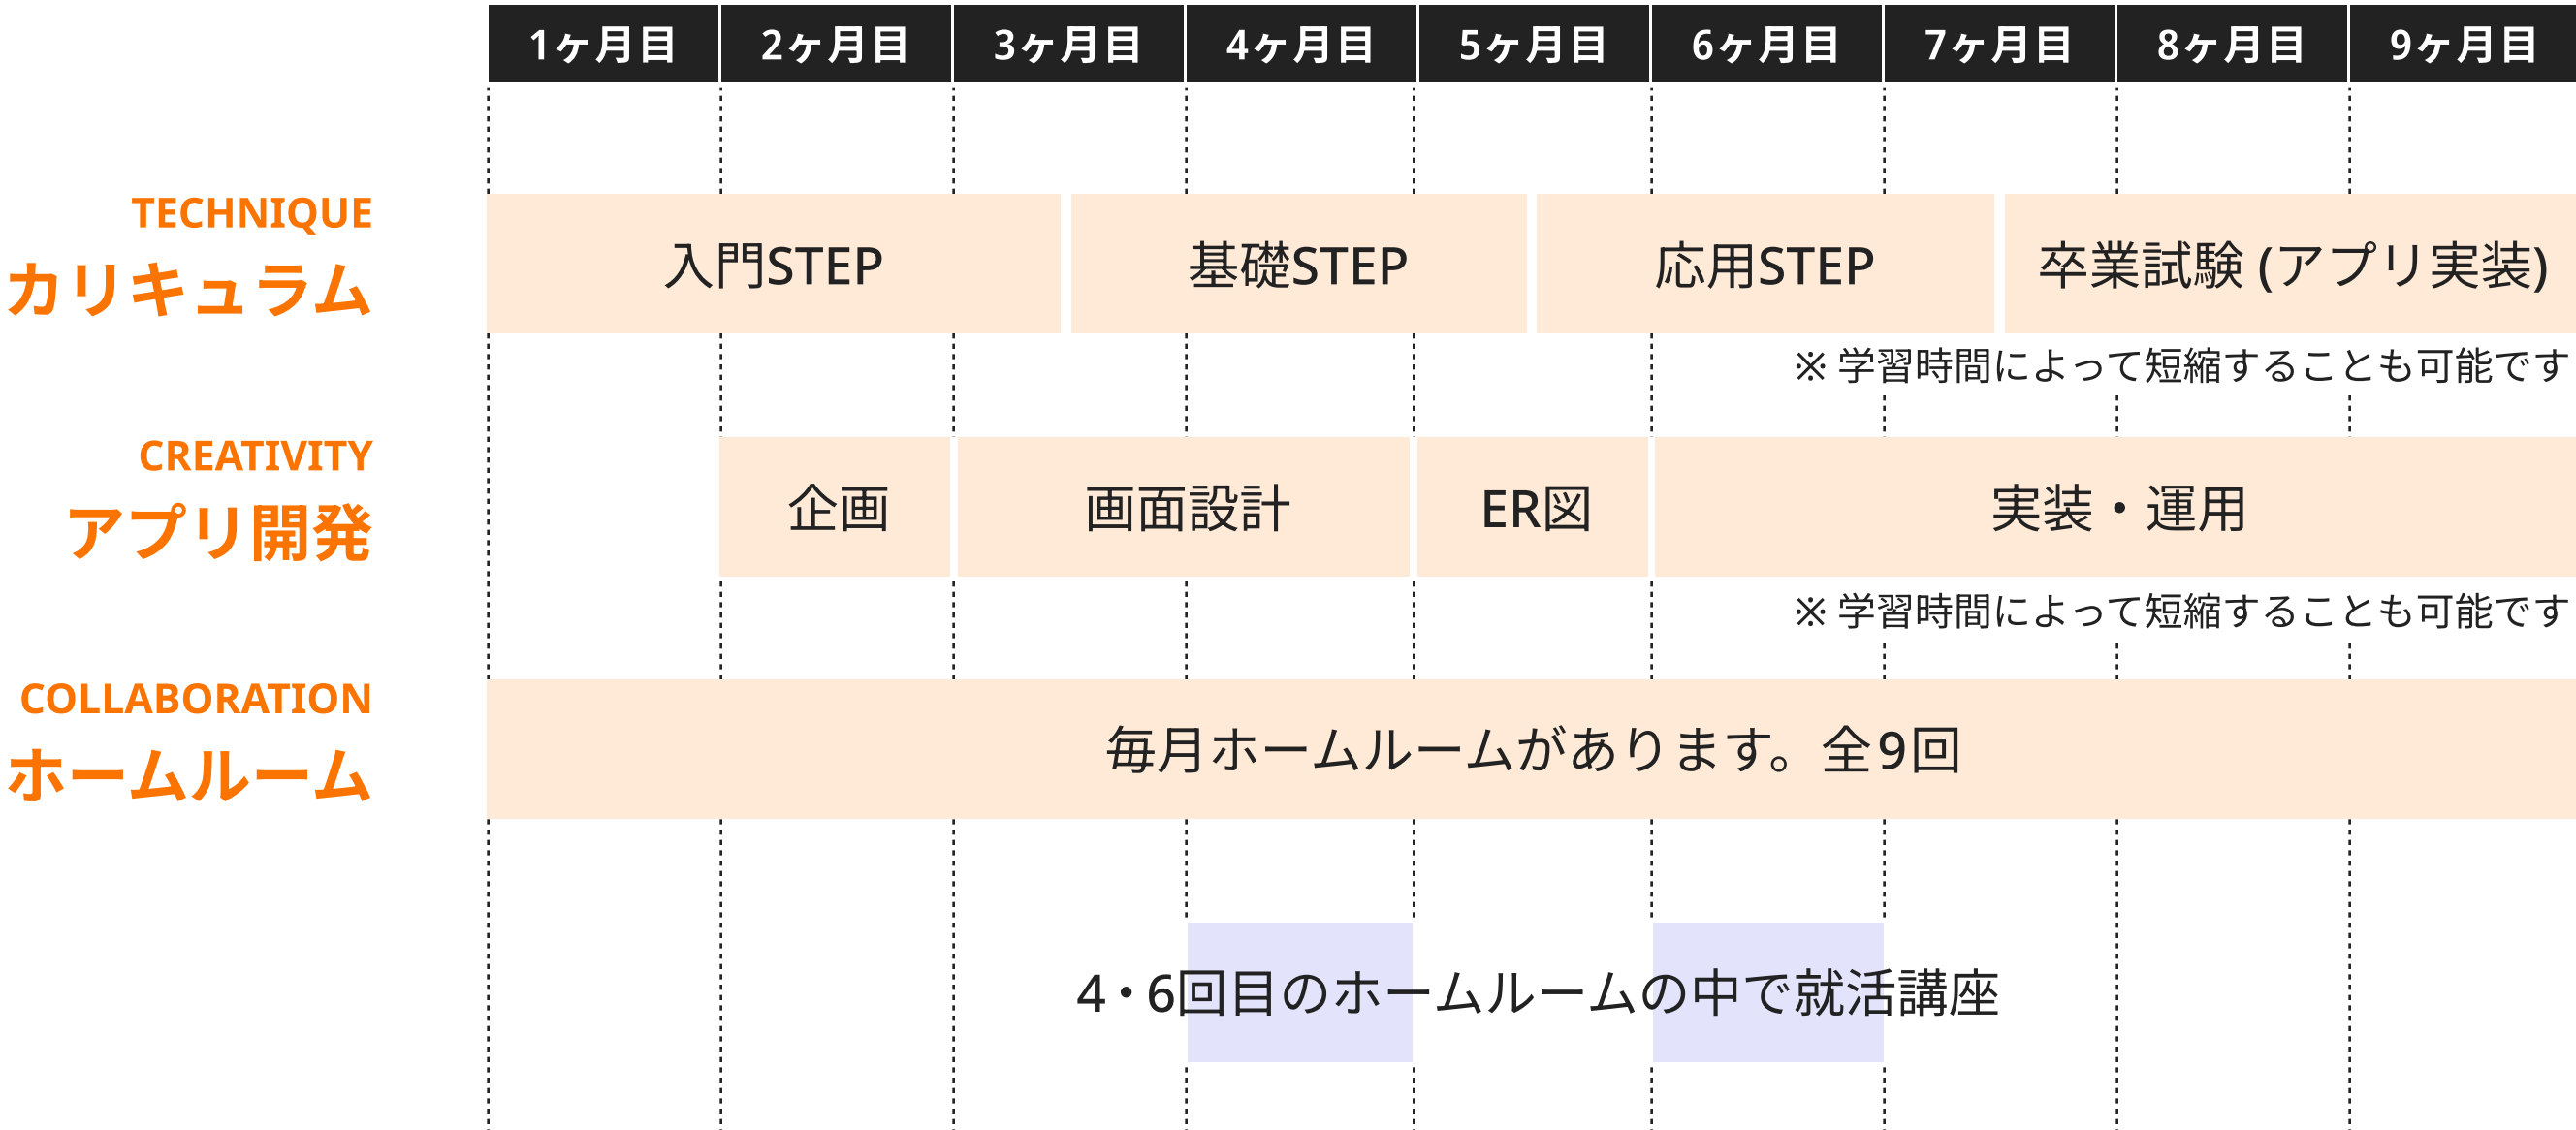 1ヶ月目 2ヶ月目 3ヶ月目 4ヶ月目 5ヶ月目 6ヶ月目 7ヶ月目 8ヶ月目 9ヶ月目
TECHNIQUE
カリキュラム
入門STEP 基礎STEP 応用STEP 卒業試験 (アプリ実装)
※ 学習時間によって短縮することも可能です
CREATIVITY
アプリ開発
企画 画面設計 ER図 実装・運用
※ 学習時間によって短縮することも可能です
COLLABORATION
ホームルーム
毎月ホームルームがあります。全9回
4・6回目のホームルームの中で就活講座